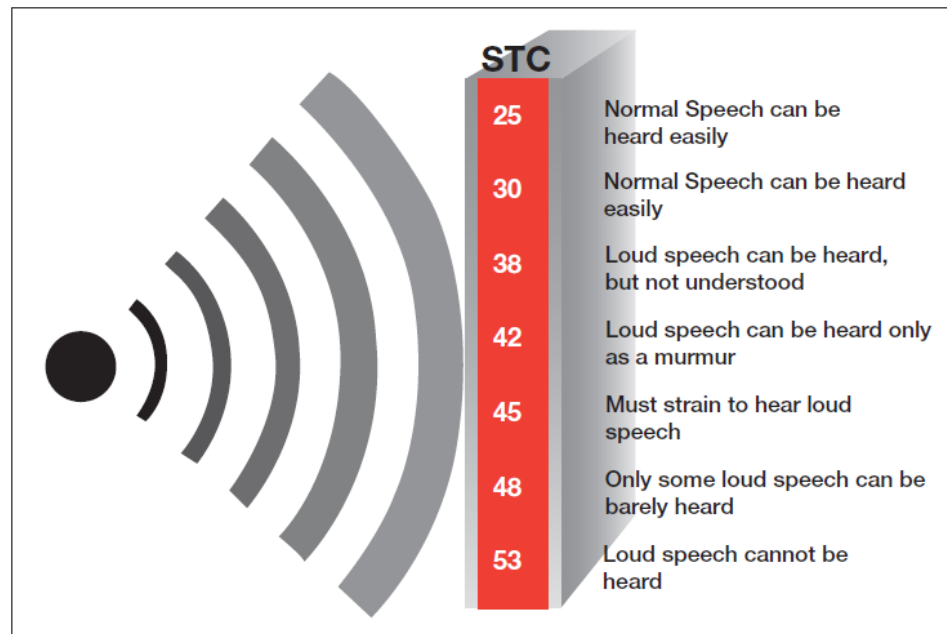 STC
25
Normal Speech can be
heard easily
30
Normal Speech can be heard
easily
38
Loud speech can be heard,
but not understood
42
Loud speech can be heard only
as a murmur
45
Must strain to hear loud
speech
48
Only some loud speech can be
barely heard
53
Loud speech cannot be
heard